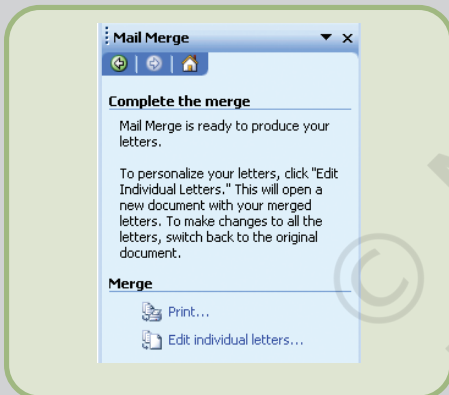 Mail Merge
Complete the merge
Mail Merge is ready to produce your
letters.
To personalize your letters, click "Edit
Individual Letters." This will open a
new document with your merged
letters. To make changes to all the
letters, switch back to the original
document.
Merge
Print...
Edit individual letters...